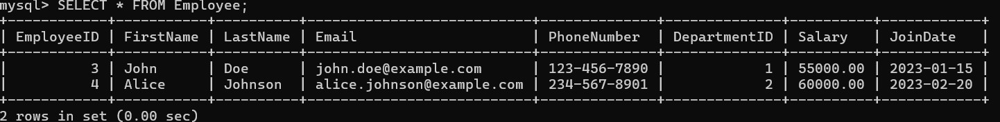 mysql> SELECT * FROM Employee;
+------------+-----------+----------+---------------------------+--------------+--------------+----------+------------+
| EmployeeID | FirstName | LastName | Email                     | PhoneNumber  | DepartmentID | Salary   | JoinDate   |
+------------+-----------+----------+---------------------------+--------------+--------------+----------+------------+
|          3 | John      | Doe      | john.doe@example.com      | 123-456-7890 |            1 | 55000.00 | 2023-01-15 |
|          4 | Alice     | Johnson  | alice.johnson@example.com | 234-567-8901 |            2 | 60000.00 | 2023-02-20 |
+------------+-----------+----------+---------------------------+--------------+--------------+----------+------------+
2 rows in set (0.00 sec)